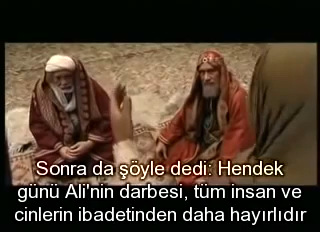 Sonra da şöyle dedi: Hendek
günü Ali'nin darbesi, tüm insan ve
cinlerin ibadetinden daha hayırlıdır